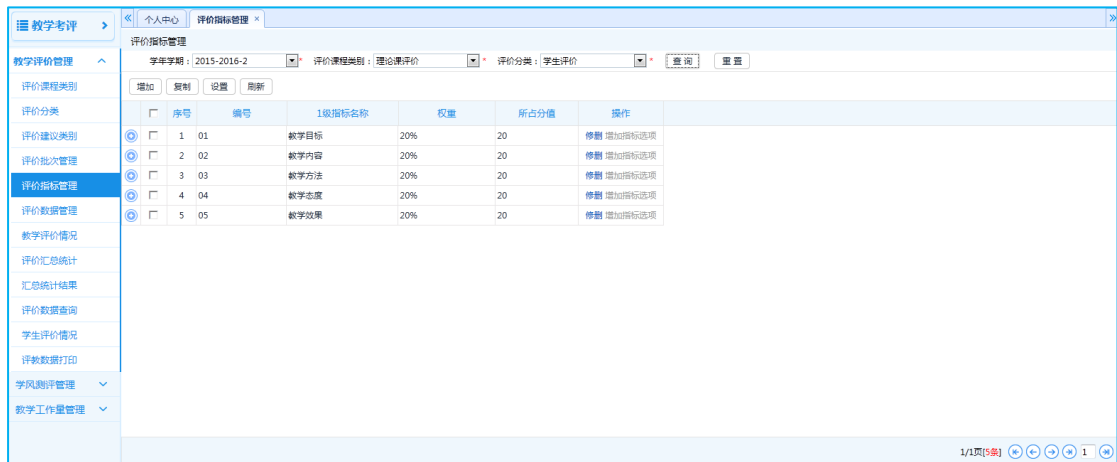 教学考评
个人中心 评价指标管理 ×
评价指标管理
学年学期：2015-2016-2 * 评价课程类别：理论课评价 * 评价分类：学生评价 * 查询 重置
增加 复制 设置 刷新
序号 编号 1级指标名称 权重 所占分值 操作
1 01 教学目标 20% 20 修删 增加指标选项
2 02 教学内容 20% 20 修删 增加指标选项
3 03 教学方法 20% 20 修删 增加指标选项
4 04 教学态度 20% 20 修删 增加指标选项
5 05 教学效果 20% 20 修删 增加指标选项
教学评价管理
评价课程类别
评价分类
评价建议类别
评价批次管理
评价指标管理
评价数据管理
教学评价情况
评价汇总统计
汇总统计结果
评价数据查询
学生评价情况
评教数据打印
学风测评管理
教学工作量管理
1/1页[5条] 1